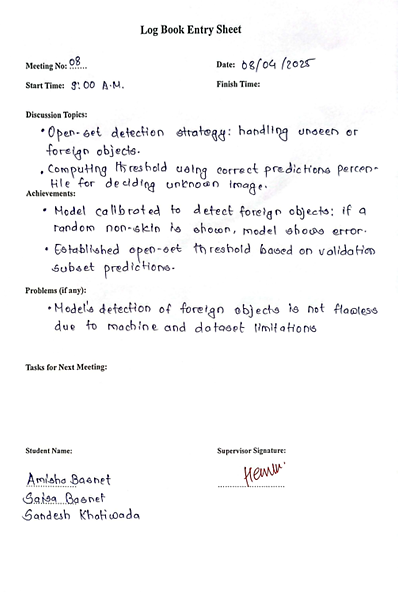 Log Book Entry Sheet
Meeting No: 08
Date: 08/04/2025
Start Time: 9:00 A.M.
Finish Time:
Discussion Topics:
• Open-set detection strategy: handling unseen or
foreign objects.
• Computing threshold using correct predictions percen-
tile for deciding unknown image.
Achievements:
• Model calibrated to detect foreign objects: if a
random non-skin is shown, model shows error.
• Established open-set threshold based on validation
subset predictions.
Problems (if any):
• Model's detection of foreign objects is not flawless
due to machine and dataset limitations
Tasks for Next Meeting:
Student Name:
Supervisor Signature:
Amisha Basnet
Basnet
Sandesh Khatiwada